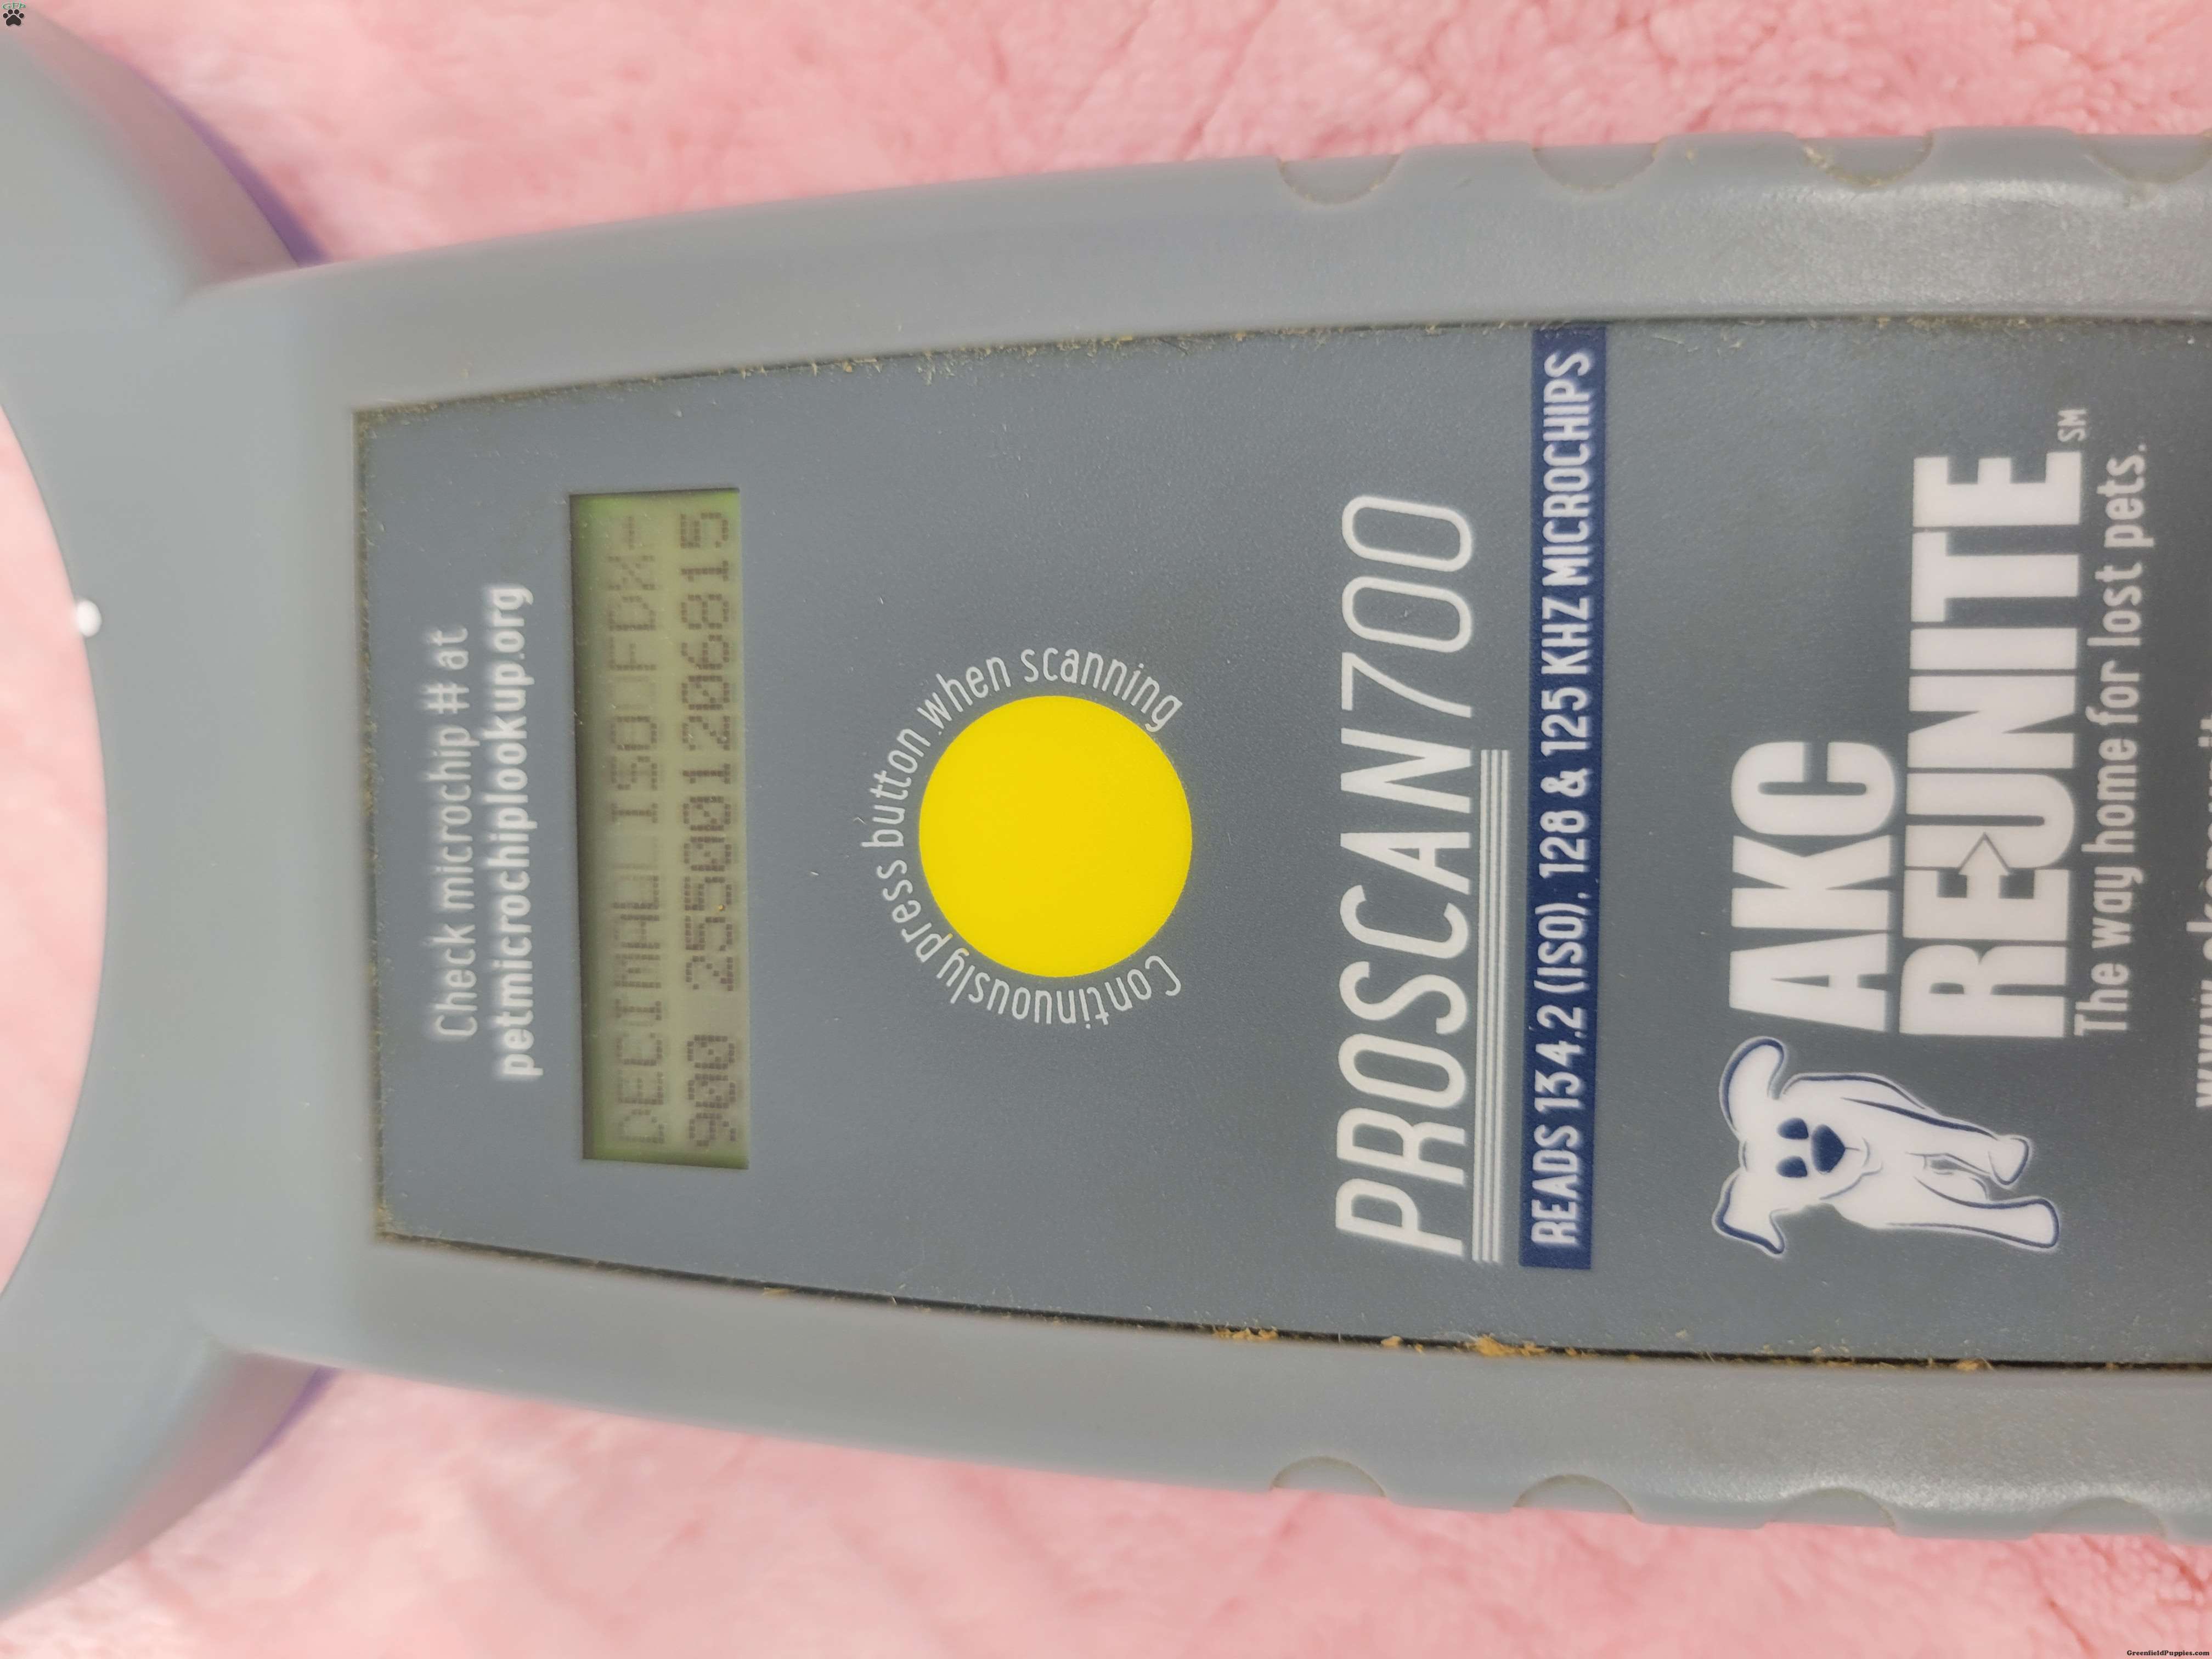 Check microchip # at
petmicrochiplookup.org
DECIMAL ISO FDX-
900 255001206815
Continuously press button when scanning
PROSCAN700
READS 134.2 (ISO), 128 & 125 KHZ MICROCHIPS
AKC
REUNITE SM
The way home for lost pets.
GFP
GreenfieldPuppies.com